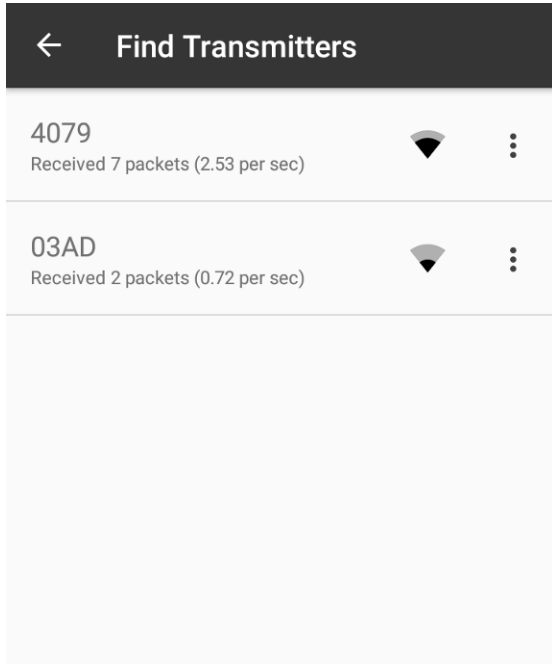 Find Transmitters
4079
Received 7 packets (2.53 per sec)
03AD
Received 2 packets (0.72 per sec)